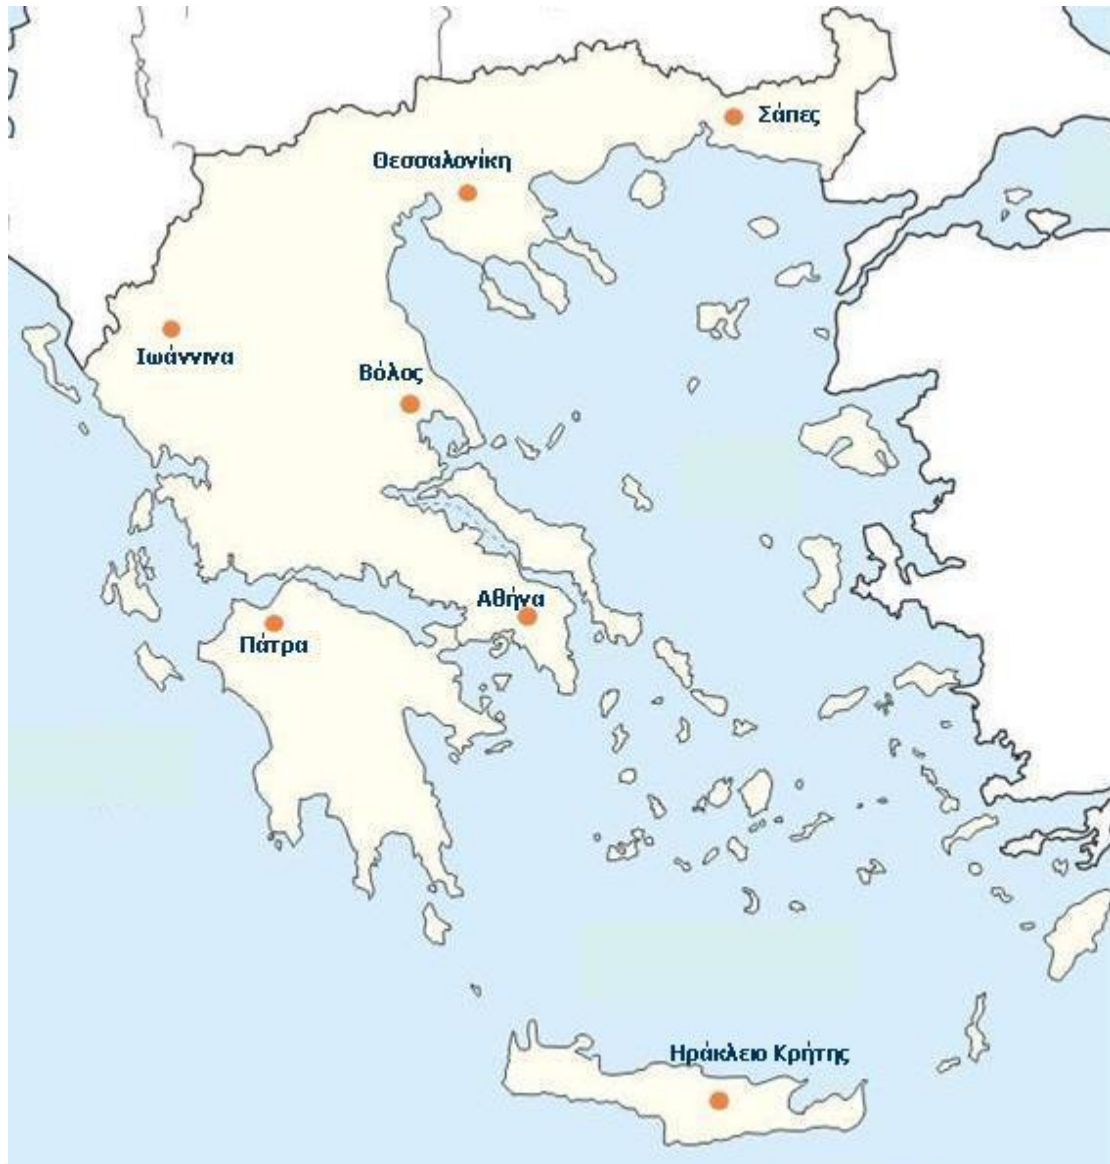 Σάπες
Θεσσαλονίκη
Ιωάννινα
Βόλος
Αθήνα
Πάτρα
Ηράκλειο Κρήτης